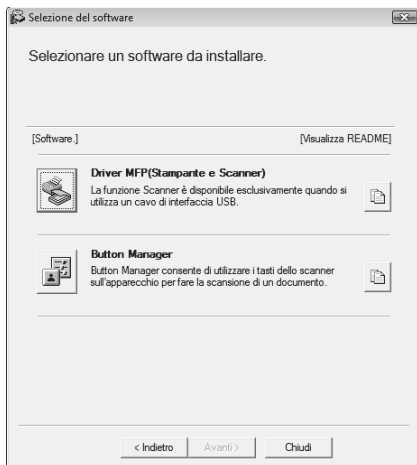 Selezione del software
Selezionare un software da installare.
[Software.] [Visualizza README]
Driver MFP(Stampante e Scanner)
La funzione Scanner è disponibile esclusivamente quando si
utilizza un cavo di interfaccia USB.
Button Manager
Button Manager consente di utilizzare i tasti dello scanner
sull'apparecchio per fare la scansione di un documento.
< Indietro Avanti > Chiudi